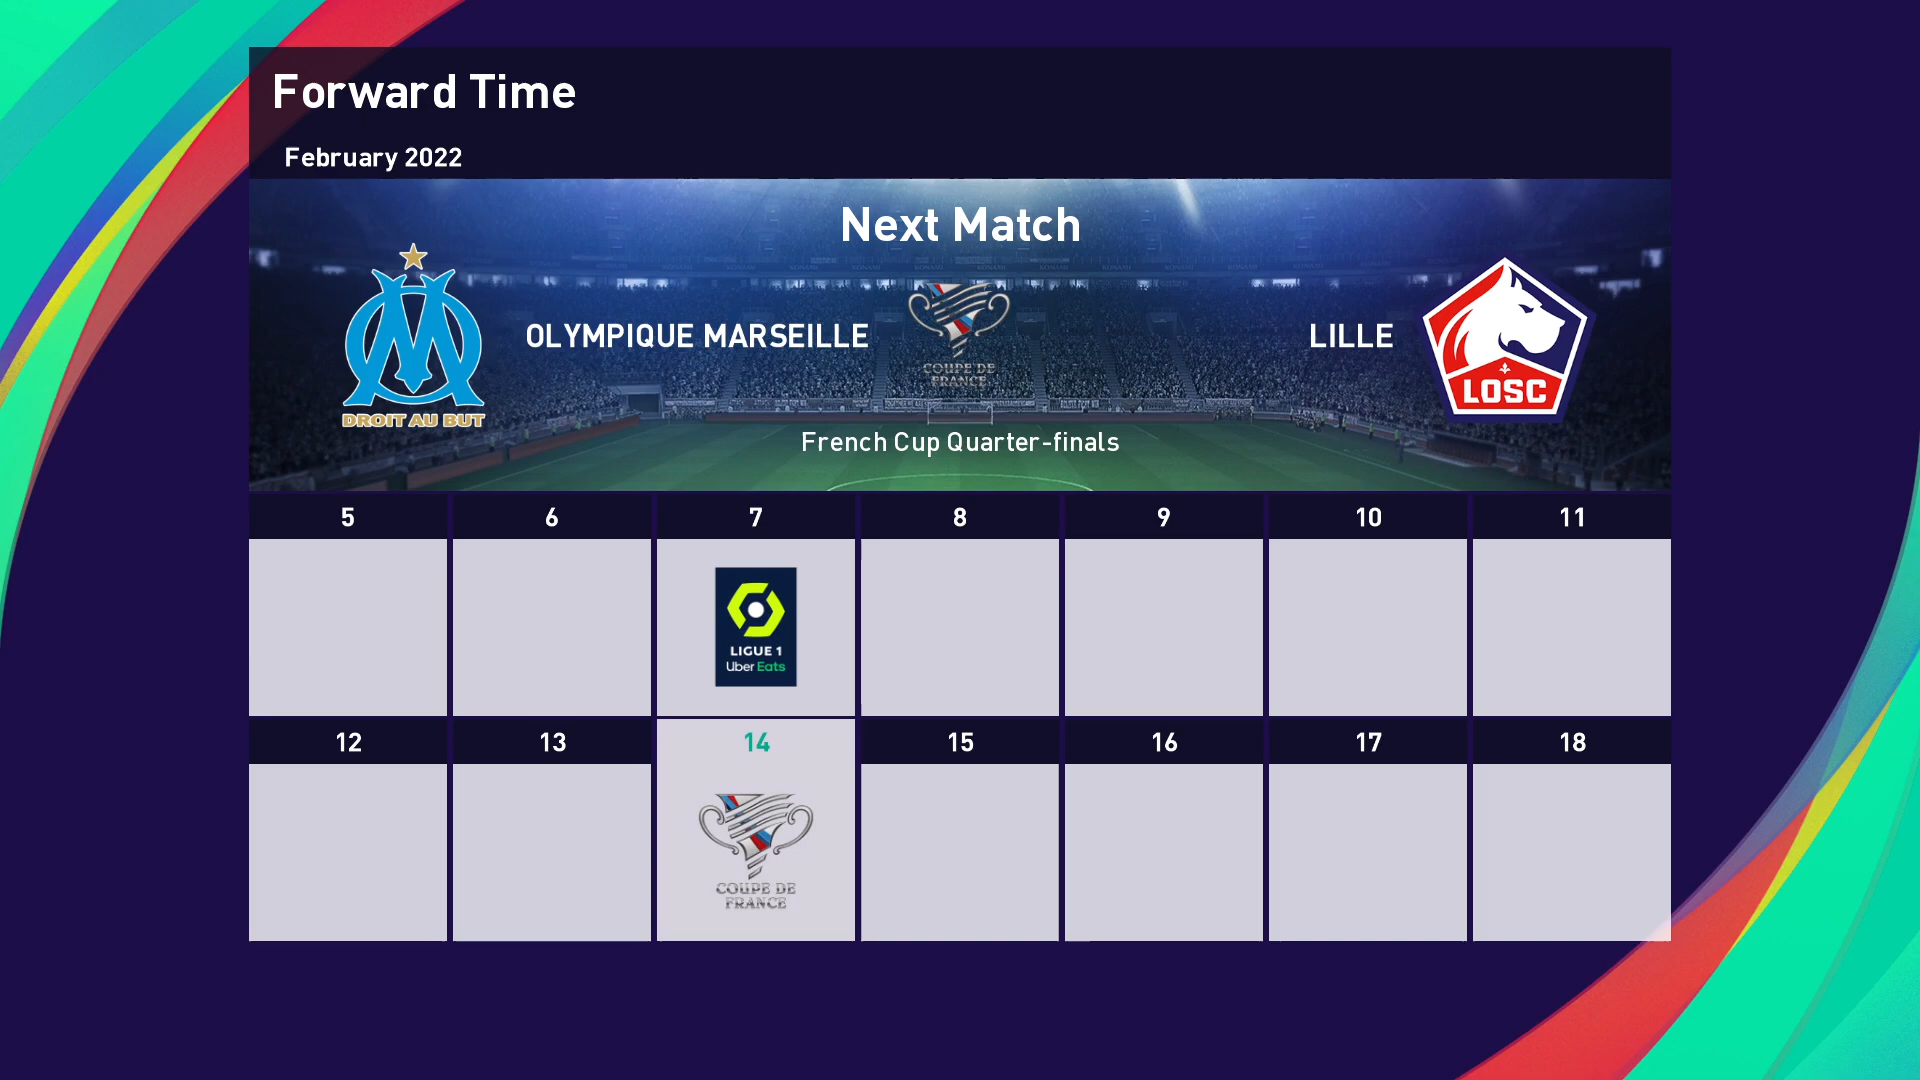 Forward Time
February 2022
Next Match
OLYMPIQUE MARSEILLE
LILLE
DROIT AU BUT
COUPE DE
FRANCE
LOSC
French Cup Quarter-finals
5 6 7 8 9 10 11
LIGUE 1
Uber Eats
12 13 14 15 16 17 18
COUPE DE
FRANCE